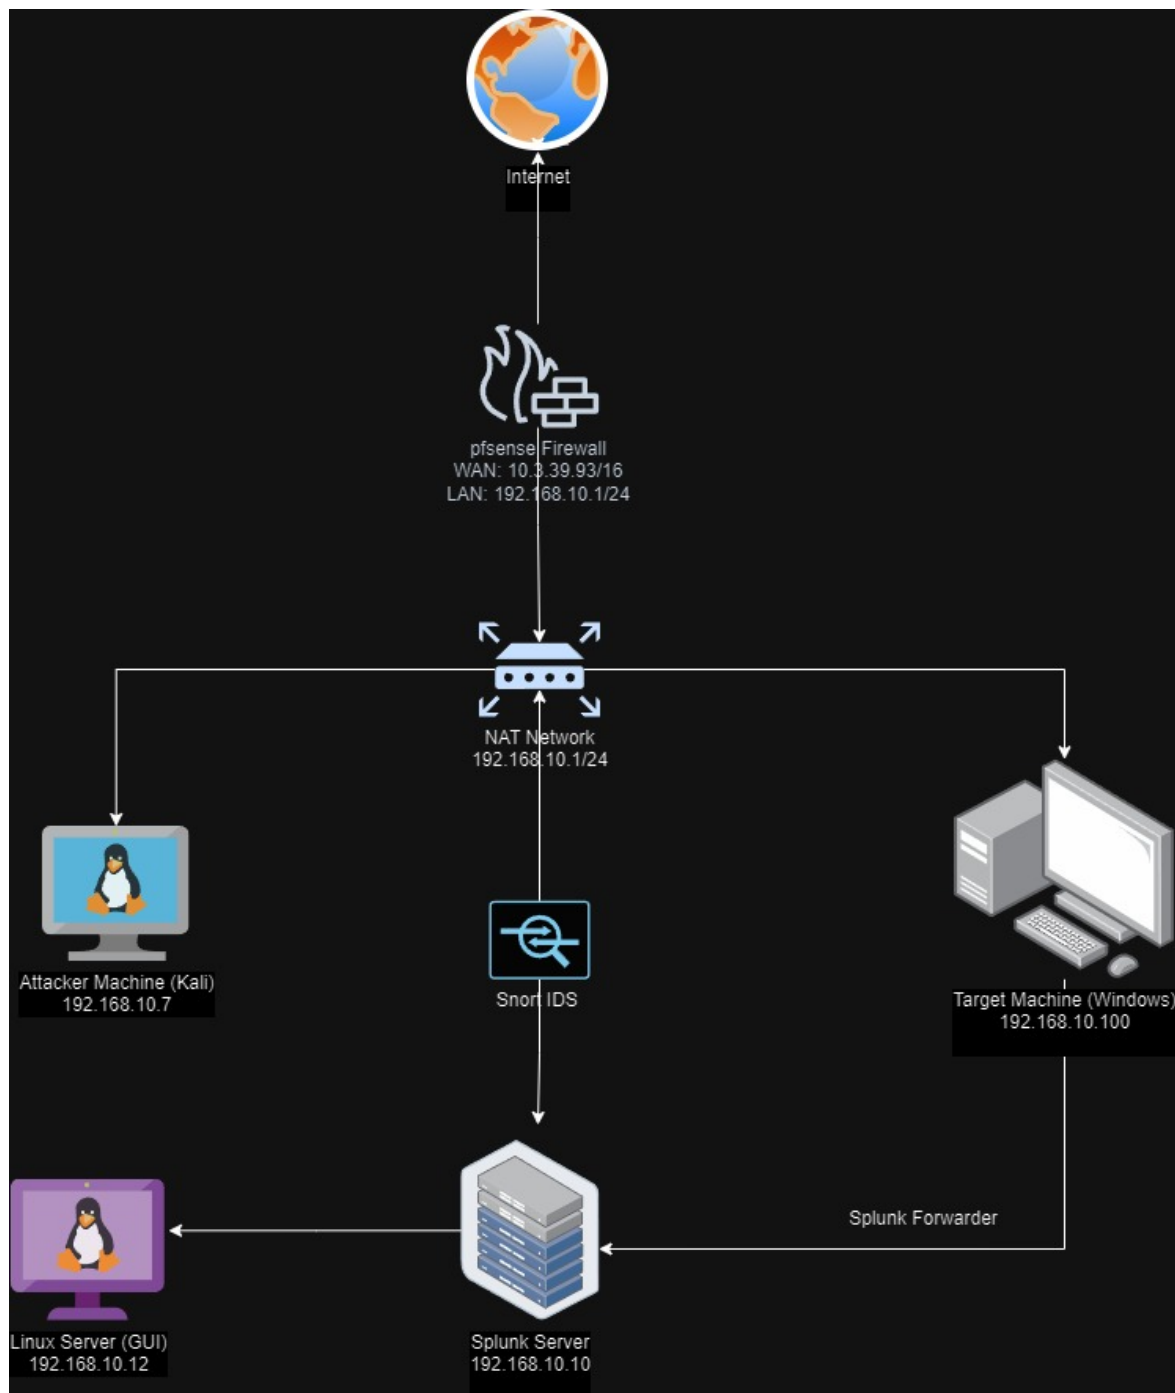 Internet
pfsense Firewall
WAN: 10.3.39.93/16
LAN: 192.168.10.1/24
NAT Network
192.168.10.1/24
Attacker Machine (Kali)
192.168.10.7
Snort IDS
Target Machine (Windows)
192.168.10.100
Splunk Forwarder
Linux Server (GUI)
192.168.10.12
Splunk Server
192.168.10.10